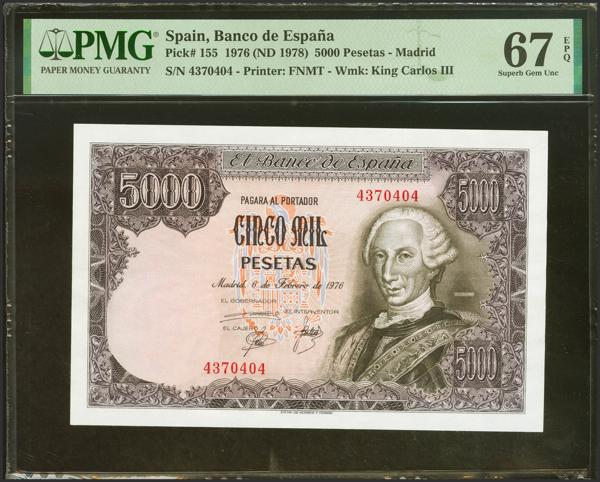 PMG
PAPER MONEY GUARANTY
Spain, Banco de España
Pick# 155 1976 (ND 1978) 5000 Pesetas - Madrid
S/N 4370404 - Printer: FNMT - Wmk: King Carlos III
67 EPQ
Superb Gem Unc
El Banco de España
5000
5000
PAGARA AL PORTADOR
4370404
CINCO MIL
PESETAS
Madrid, 6 de Febrero de 1976
EL GOBERNADOR
EL INTERVENTOR
EL CAJERO
4370404
5000